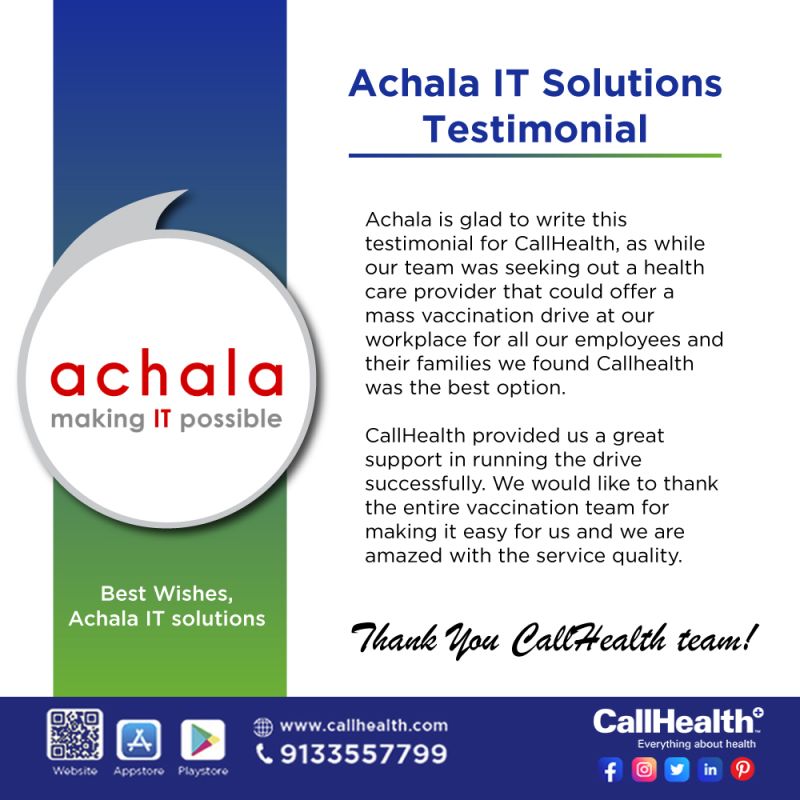 Achala IT Solutions
Testimonial
achala
making IT possible
Achala is glad to write this
testimonial for CallHealth, as while
our team was seeking out a health
care provider that could offer a
mass vaccination drive at our
workplace for all our employees and
their families we found Callhealth
was the best option.
CallHealth provided us a great
support in running the drive
successfully. We would like to thank
the entire vaccination team for
making it easy for us and we are
amazed with the service quality.
Best Wishes,
Achala IT solutions
Thank You CallHealth team!
Website
Appstore
Playstore
www.callhealth.com
9133557799
CallHealth
Everything about health